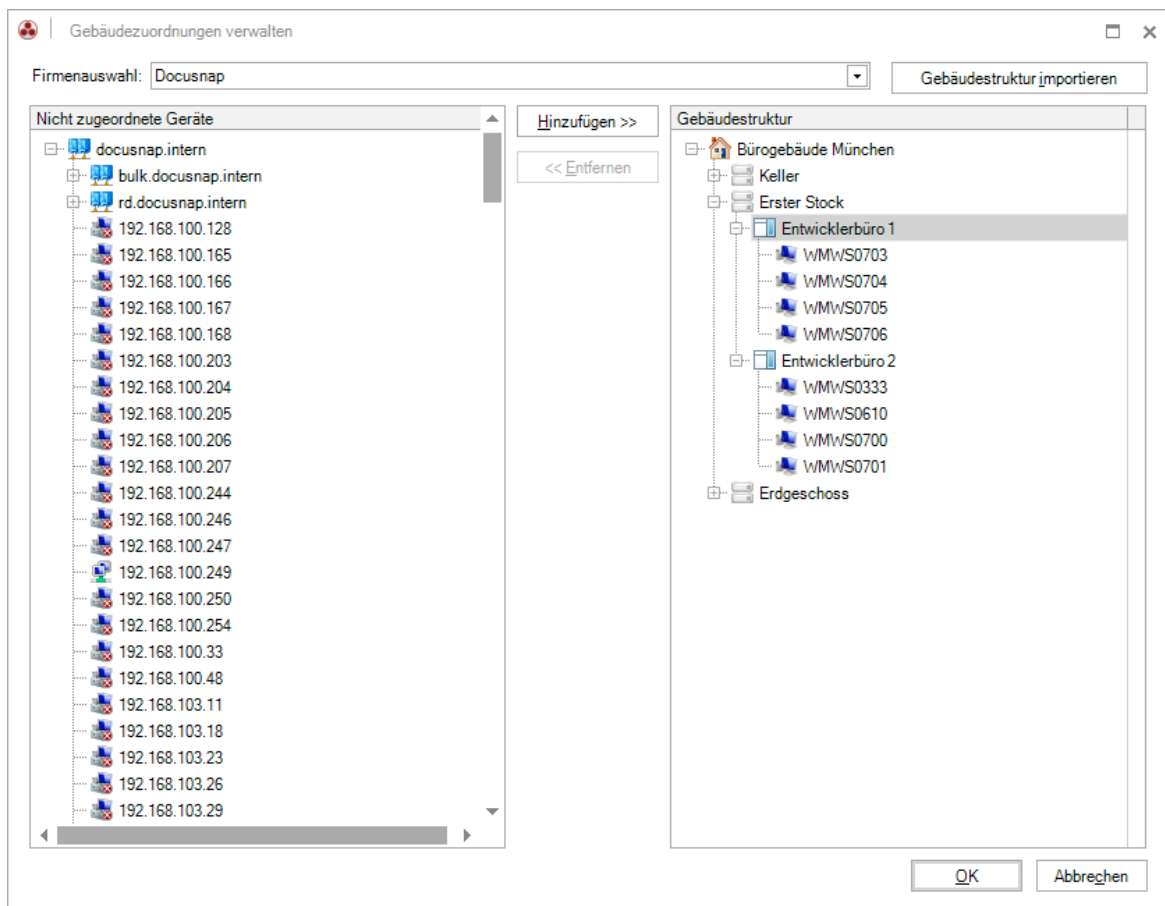 Gebäudezuordnungen verwalten
Firmenauswahl: Docusnap
Gebäudestruktur importieren
Nicht zugeordnete Geräte
docusnap.intern
bulk.docusnap.intern
rd.docusnap.intern
192.168.100.128
192.168.100.165
192.168.100.166
192.168.100.167
192.168.100.168
192.168.100.203
192.168.100.204
192.168.100.205
192.168.100.206
192.168.100.207
192.168.100.244
192.168.100.246
192.168.100.247
192.168.100.249
192.168.100.250
192.168.100.254
192.168.100.33
192.168.100.48
192.168.103.11
192.168.103.18
192.168.103.23
192.168.103.26
192.168.103.29
Hinzufügen >>
<< Entfernen
Gebäudestruktur
Bürogebäude München
Keller
Erster Stock
Entwicklerbüro 1
WMWS0703
WMWS0704
WMWS0705
WMWS0706
Entwicklerbüro 2
WMWS0333
WMWS0610
WMWS0700
WMWS0701
Erdgeschoss
OK
Abbrechen